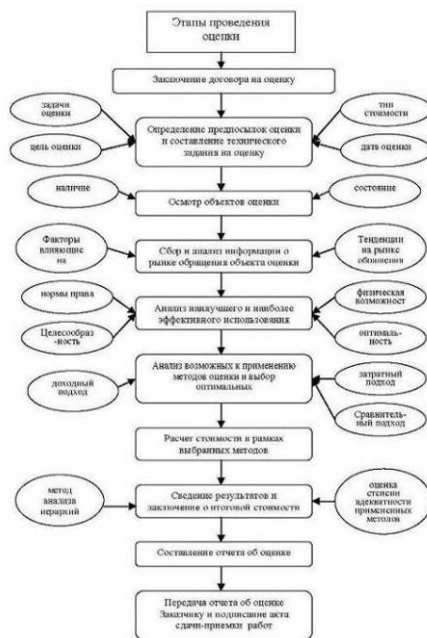 Этапы проведения
оценки
Заключение договора на оценку
задачи
оценки
тип
стоимости
Определение предпосылок оценки
и составление технического
задания на оценку
цель оценки
дата оценки
наличие
состояние
Осмотр объектов оценки
Факторы
влияющие
на
Тенденции
на рынке
Сбор и анализ информации о
рынке обращения объекта оценки
нормы права
физическая
возможност
Анализ наилучшего и наиболее
эффективного использования
Целесообраз
-ность
оптималь-
ность
Анализ возможных к применению
методов оценки и выбор
оптимальных
доходный
подход
затратный
подход
Сравнитель-
ный подход
Расчет стоимости в рамках
выбранных методов
метод
анализа
иерархий
Сведение результатов и
заключение о итоговой стоимости
оценка
степени
адекватности
примененных
методов
Составление отчета об оценке
Передача отчета об оценке
Заказчику и подписание акта
сдачи-приемки работ